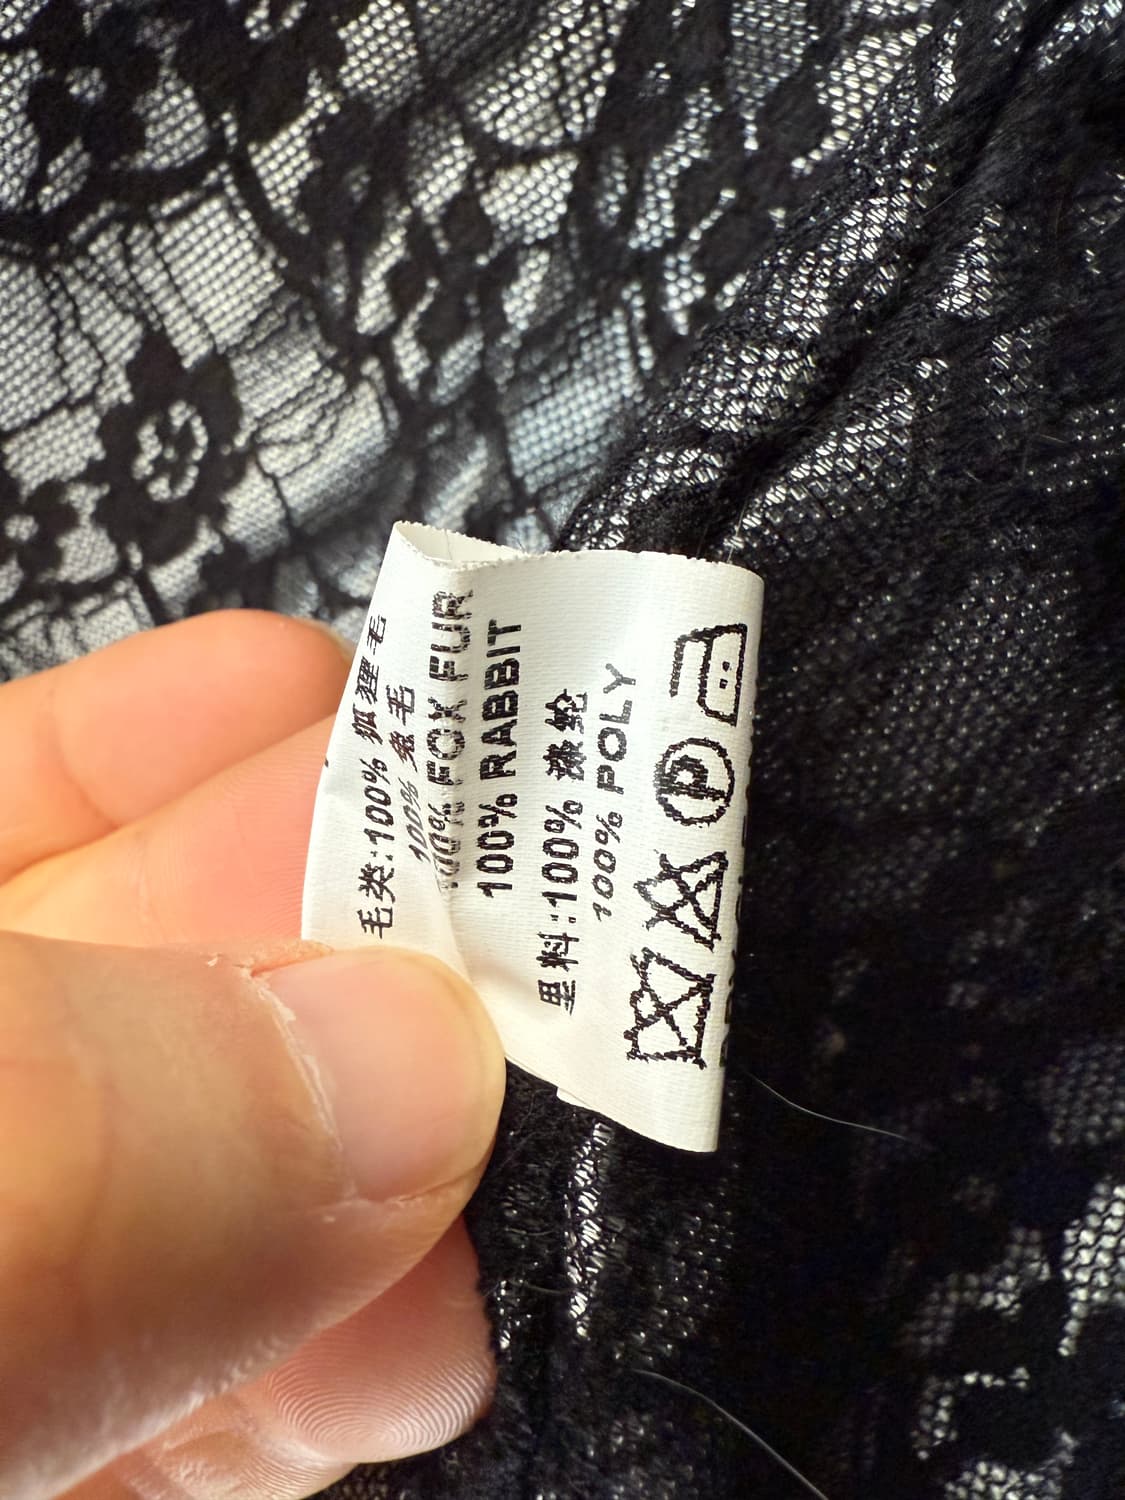 毛类:100% 狐狸毛
100% 兔毛
100% FOX FUR
100% RABBIT
里料:100% 涤纶
100% POLY
P